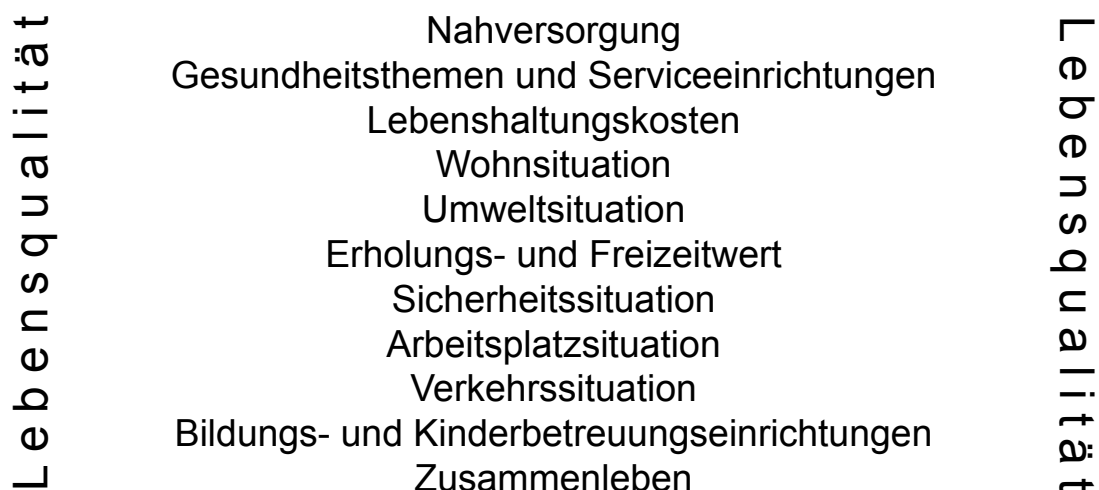 Lebensqualität
Nahversorgung
Gesundheitsthemen und Serviceeinrichtungen
Lebenshaltungskosten
Wohnsituation
Umweltsituation
Erholungs- und Freizeitwert
Sicherheitssituation
Arbeitsplatzsituation
Verkehrssituation
Bildungs- und Kinderbetreuungseinrichtungen
Zusammenleben
Lebensqualität